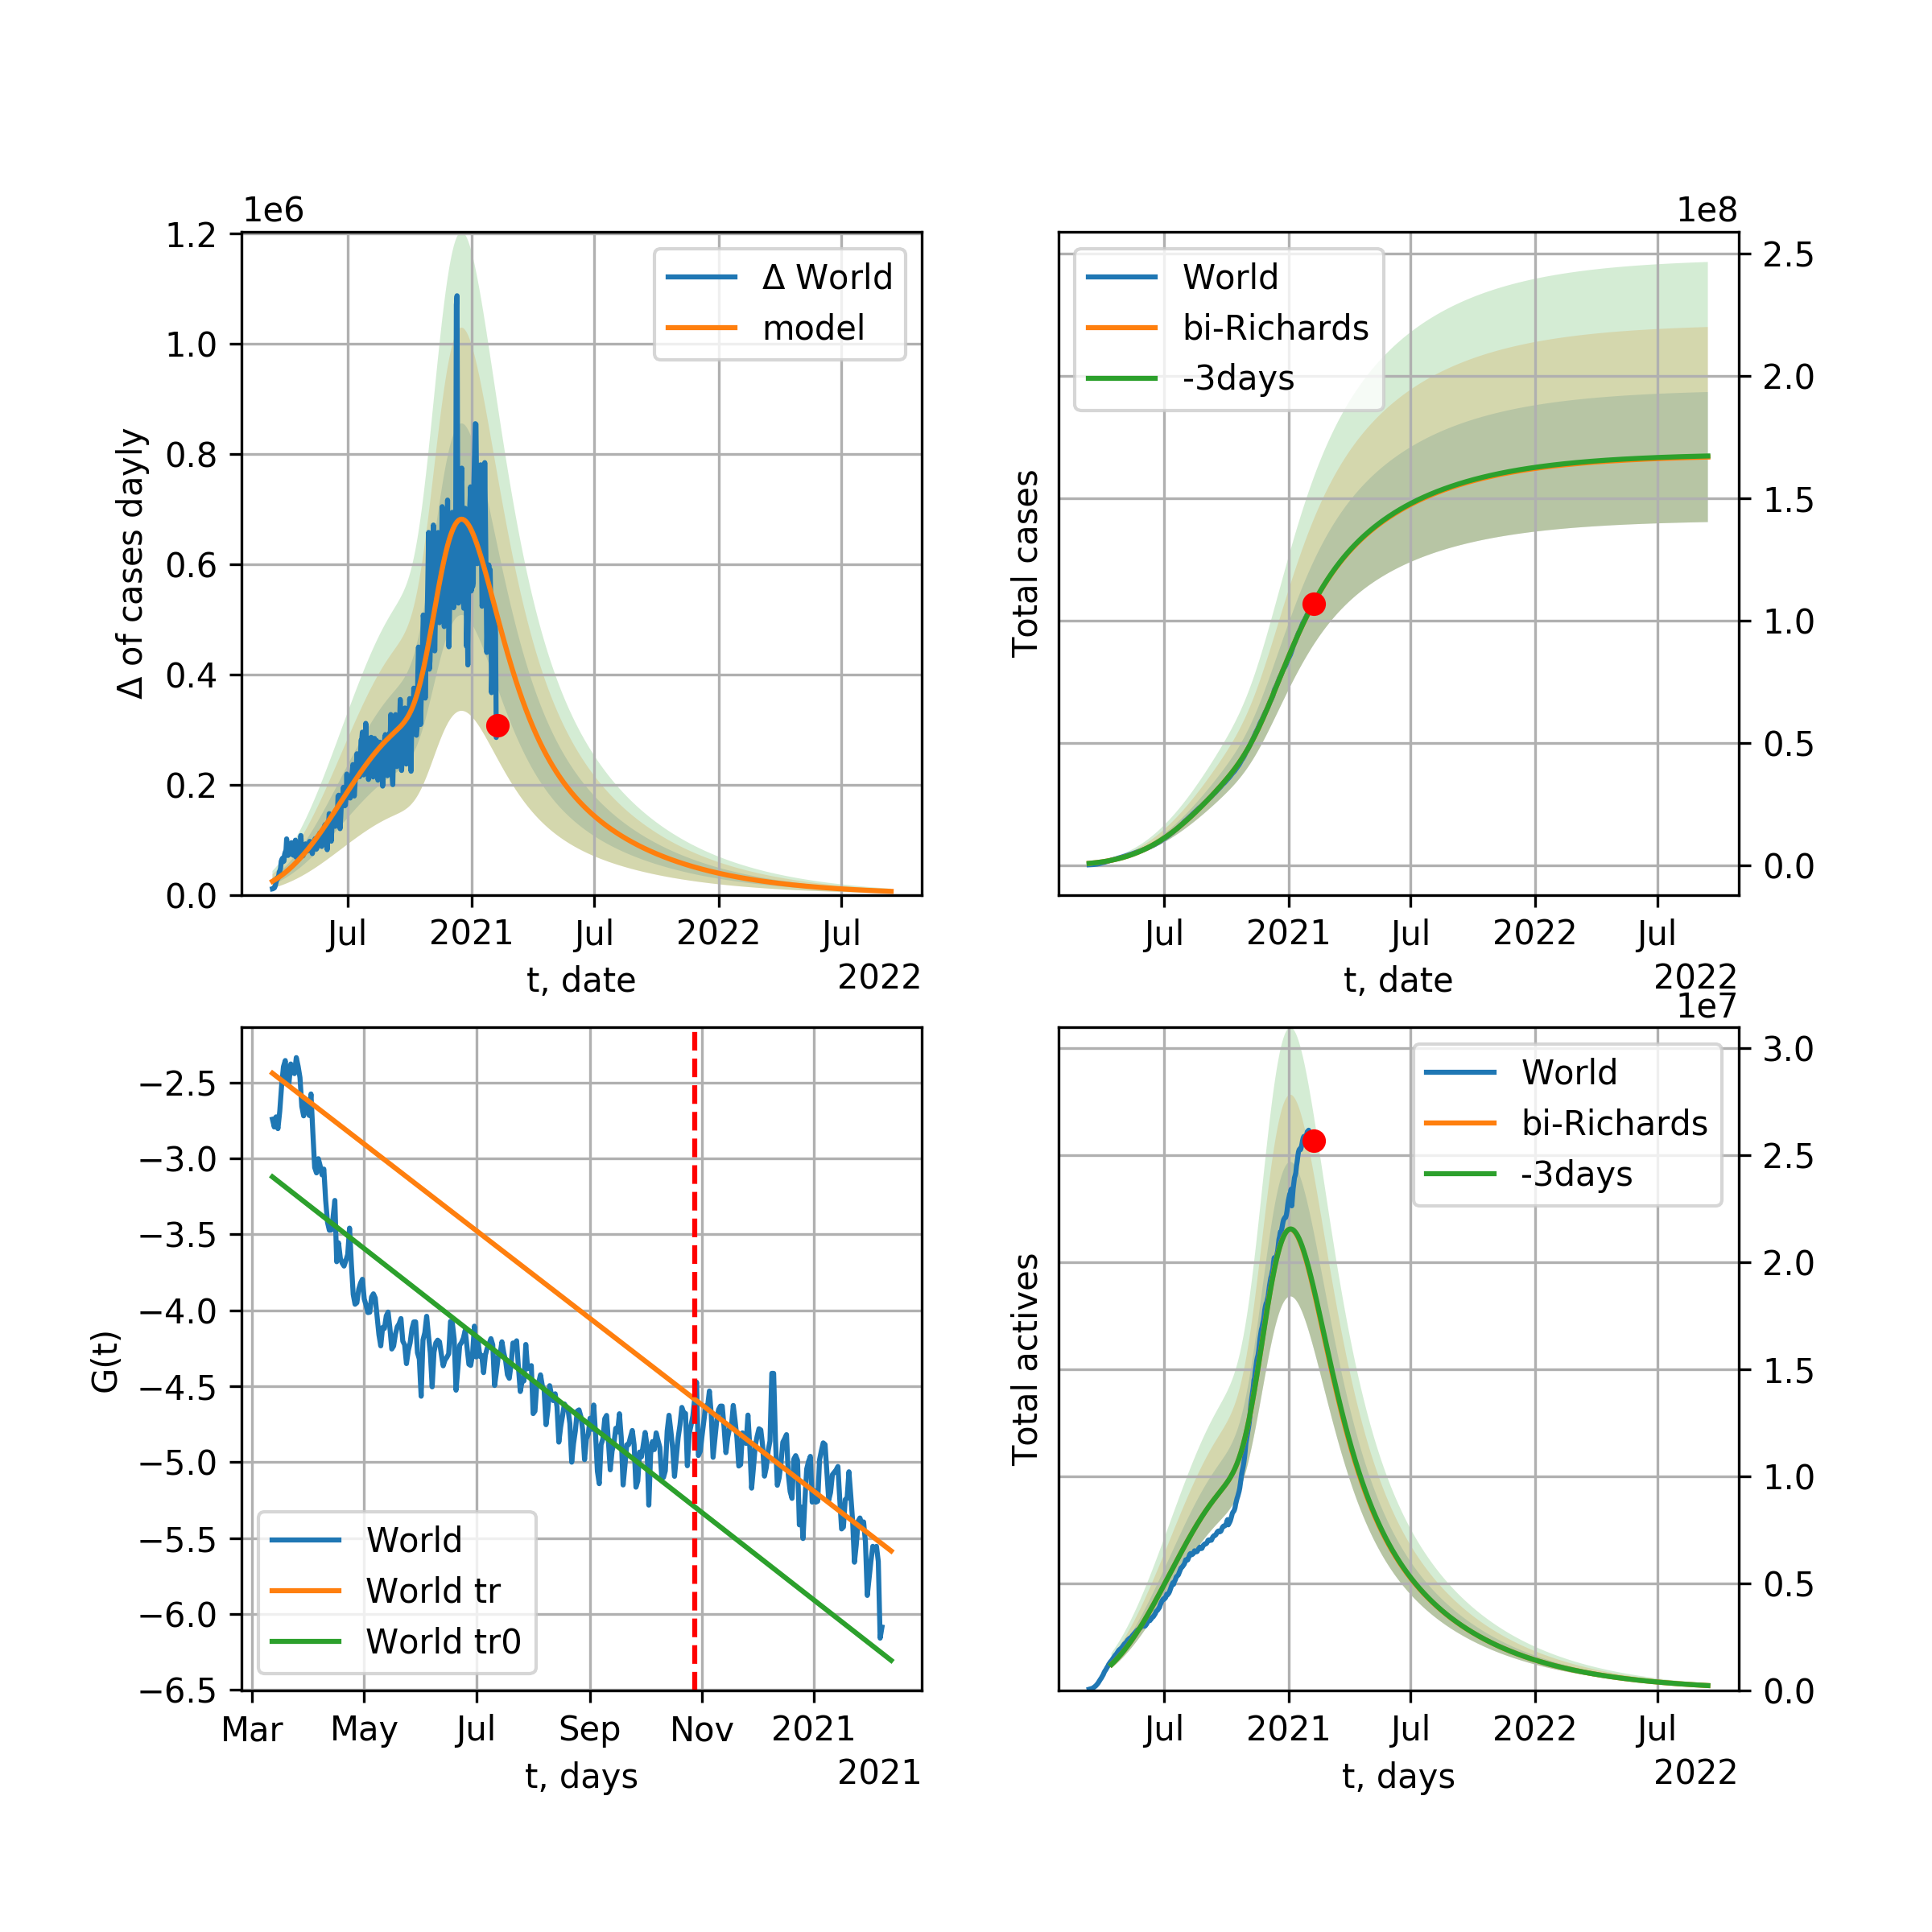 1e6
1.2
1.0
0.8
0.6
0.4
0.2
0.0
Δ of cases dayly
Δ World
model
Jul
2021
Jul
2022
Jul
t, date
2022
1e8
2.5
2.0
1.5
1.0
0.5
0.0
Total cases
World
bi-Richards
-3days
Jul
2021
Jul
2022
Jul
t, date
2022
−2.5
−3.0
−3.5
−4.0
−4.5
−5.0
−5.5
−6.0
−6.5
G(t)
World
World tr
World tr0
Mar
May
Jul
Sep
Nov
2021
t, days
2021
1e7
3.0
2.5
2.0
1.5
1.0
0.5
0.0
Total actives
World
bi-Richards
-3days
Jul
2021
Jul
2022
Jul
t, days
2022